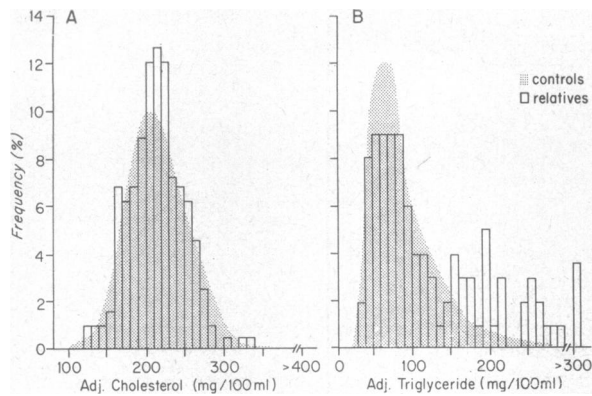 A
B
14
12
10
8
6
4
2
0
Frequency (%)
controls
relatives
100 200 300 >400
Adj. Cholesterol (mg/100ml)
0 100 200 >300
Adj. Triglyceride (mg/100ml)